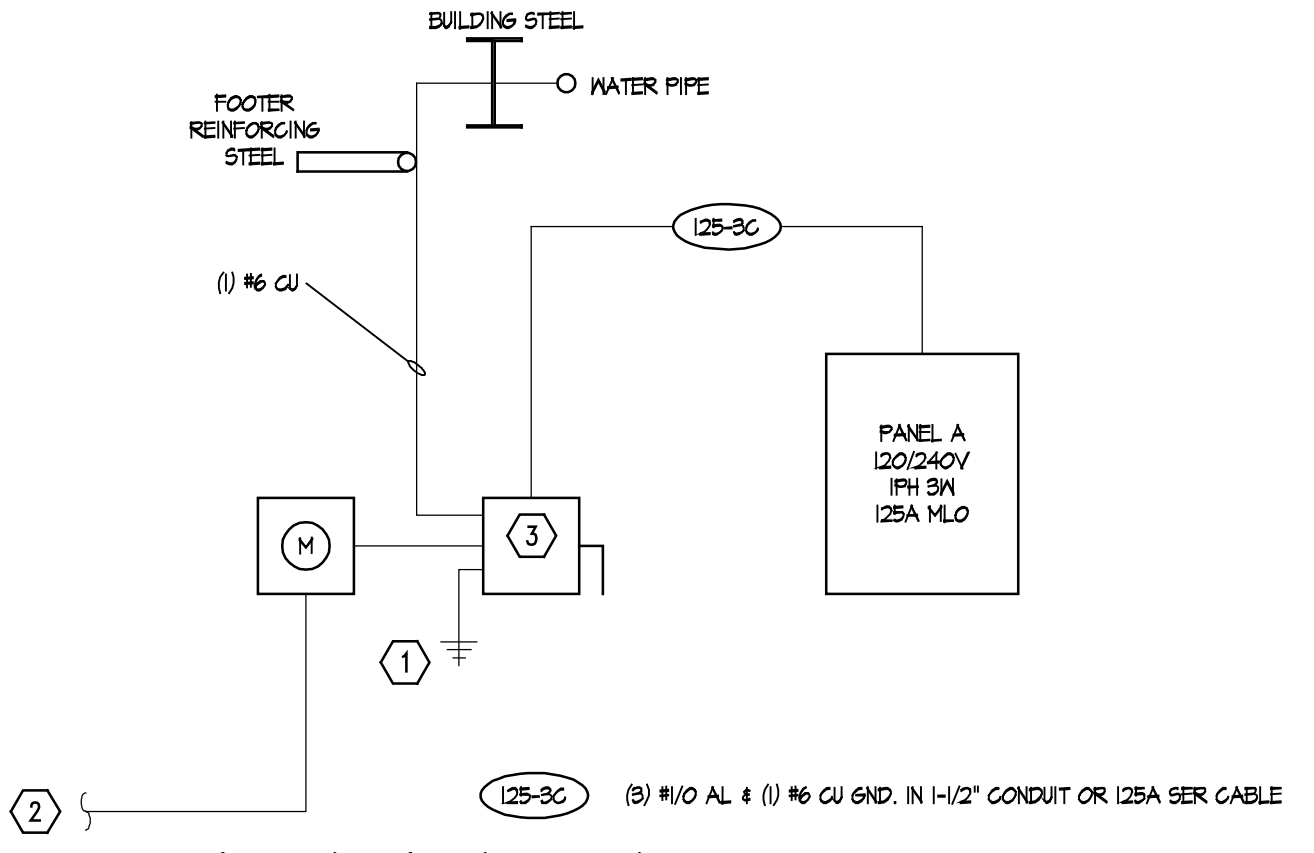 BUILDING STEEL
WATER PIPE
FOOTER
REINFORCING
STEEL
125-3C
(1) #6 CU
PANEL A
120/240V
1PH 3W
125A MLO
3
M
1
2
125-3C
(3) #1/0 AL & (1) #6 CU GND. IN 1-1/2" CONDUIT OR 125A SER CABLE